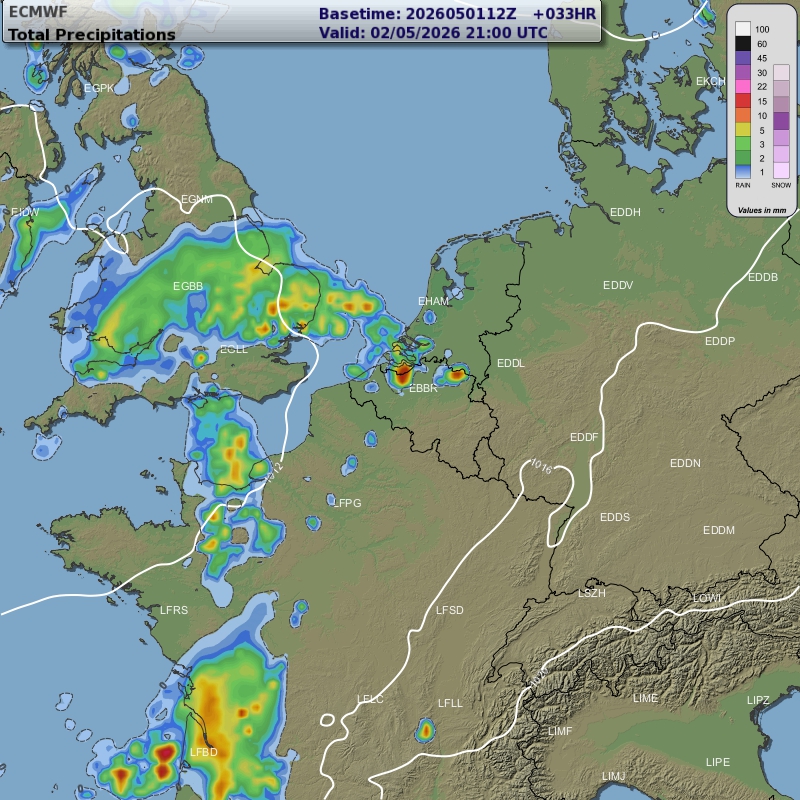 ECMWF
Basetime: 2026050112Z +033HR
Total Precipitations
Valid: 02/05/2026 21:00 UTC
100
60
45
30
22
15
10
5
3
2
1
RAIN SNOW
Values in mm
EGPK
EKCH
EIDW
EGNM
EDDH
EGBB
EDDV
EDDB
EHAM
EDDP
EGLL
EDDL
EBBR
EDDF
1016
EDDN
1012
LFPG
EDDS
EDDM
LSZH
LOWI
LFRS
LFSD
1020
LFLC
LFLL
LIME
LIPZ
LIMF
LFBD
LIPE
LIMJ